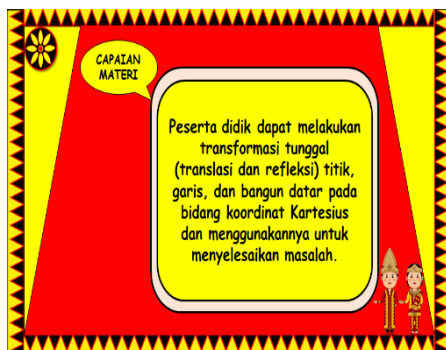 CAPAIAN
MATERI
Peserta didik dapat melakukan
transformasi tunggal
(translasi dan refleksi) titik,
garis, dan bangun datar pada
bidang koordinat Kartesius
dan menggunakannya untuk
menyelesaikan masalah.